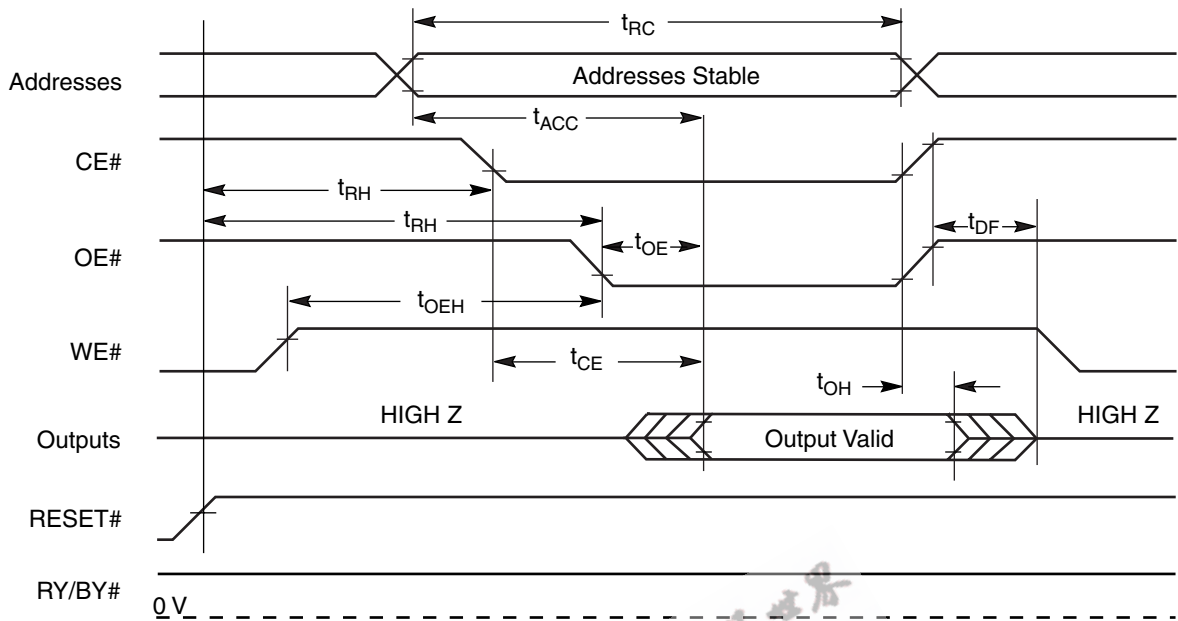 tRC
Addresses
Addresses Stable
tACC
CE#
tRH
tRH
tDF
OE#
tOE
tOEH
WE#
tCE
tOH
HIGH Z
HIGH Z
Outputs
Output Valid
RESET#
RY/BY#
0 V